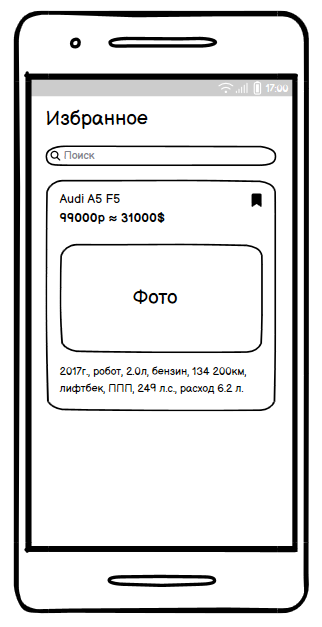 17:00
Избранное
Поиск
Audi A5 F5
99000р ≈ 31000$
Фото
2017г., робот, 2.0л, бензин, 134 200км,
лифтбек, ППП, 249 л.с., расход 6.2 л.